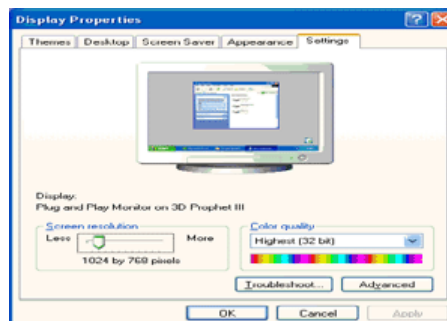 Display Properties
Themes Desktop Screen Saver Appearance Settings
Display:
Plug and Play Monitor on 3D Prophet III
Screen resolution
Less More
1024 by 768 pixels
Color quality
Highest (32 bit)
Troubleshoot... Advanced
OK Cancel Apply